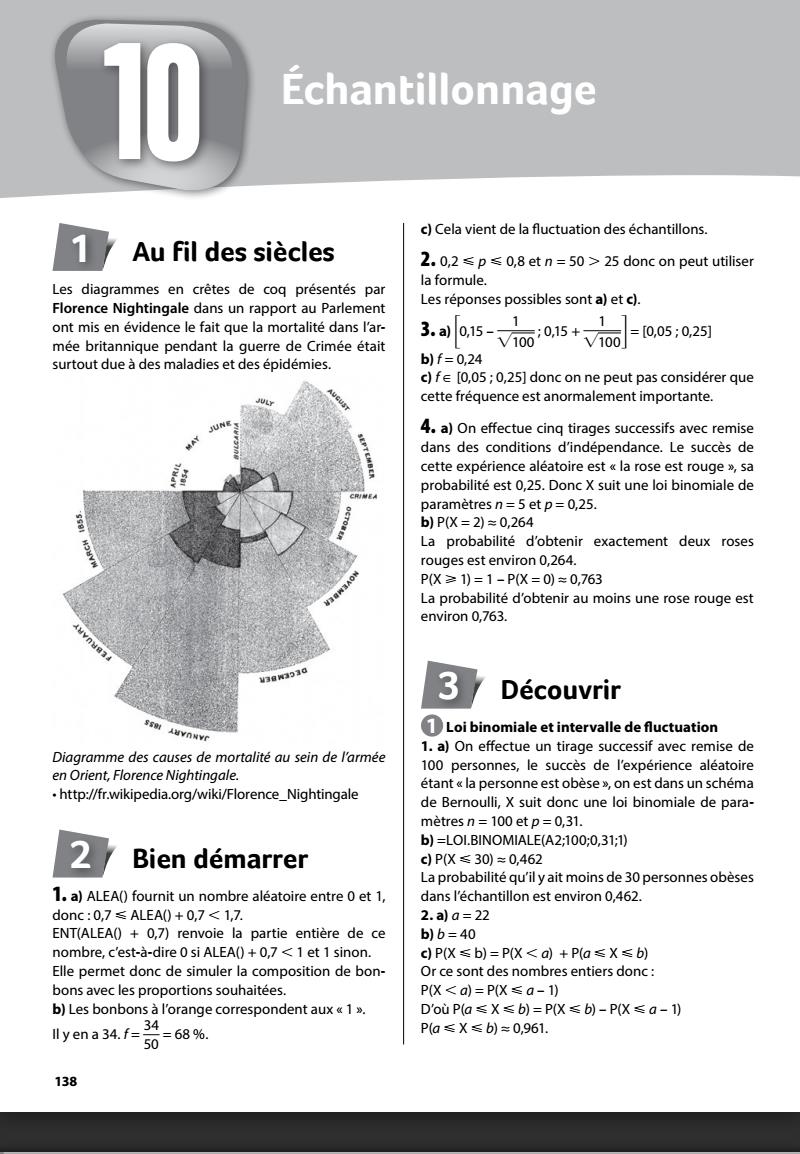 10
Échantillonnage
1 Au fil des siècles
Les diagrammes en crêtes de coq présentés par
Florence Nightingale dans un rapport au Parlement
ont mis en évidence le fait que la mortalité dans l'ar-
mée britannique pendant la guerre de Crimée était
surtout due à des maladies et des épidémies.
APRIL 1854
MAY
JUNE
BULGARIA
JULY
AUGUST
SEPTEMBER
CRIMEA
OCTOBER
NOVEMBER
DECEMBER
JANUARY 1855
FEBRUARY
MARCH 1855.
Diagramme des causes de mortalité au sein de l'armée
en Orient, Florence Nightingale.
• http://fr.wikipedia.org/wiki/Florence_Nightingale
2 Bien démarrer
1. a) ALEA() fournit un nombre aléatoire entre 0 et 1,
donc : 0,7 ⩽ ALEA() + 0,7 < 1,7.
ENT(ALEA() + 0,7) renvoie la partie entière de ce
nombre, c'est-à-dire 0 si ALEA() + 0,7 < 1 et 1 sinon.
Elle permet donc de simuler la composition de bon-
bons avec les proportions souhaitées.
b) Les bonbons à l'orange correspondent aux « 1 ».
Il y en a 34. f = 34/50 = 68 %.
c) Cela vient de la fluctuation des échantillons.
2. 0,2 ⩽ p ⩽ 0,8 et n = 50 > 25 donc on peut utiliser
la formule.
Les réponses possibles sont a) et c).
3. a) [0,15 – 1/√100 ; 0,15 + 1/√100] = [0,05 ; 0,25]
b) f = 0,24
c) f ∈ [0,05 ; 0,25] donc on ne peut pas considérer que
cette fréquence est anormalement importante.
4. a) On effectue cinq tirages successifs avec remise
dans des conditions d'indépendance. Le succès de
cette expérience aléatoire est « la rose est rouge », sa
probabilité est 0,25. Donc X suit une loi binomiale de
paramètres n = 5 et p = 0,25.
b) P(X = 2) ≈ 0,264
La probabilité d'obtenir exactement deux roses
rouges est environ 0,264.
P(X ⩾ 1) = 1 – P(X = 0) ≈ 0,763
La probabilité d'obtenir au moins une rose rouge est
environ 0,763.
3 Découvrir
1 Loi binomiale et intervalle de fluctuation
1. a) On effectue un tirage successif avec remise de
100 personnes, le succès de l'expérience aléatoire
étant « la personne est obèse », on est dans un schéma
de Bernoulli, X suit donc une loi binomiale de para-
mètres n = 100 et p = 0,31.
b) =LOI.BINOMIALE(A2;100;0,31;1)
c) P(X ⩽ 30) ≈ 0,462
La probabilité qu'il y ait moins de 30 personnes obèses
dans l'échantillon est environ 0,462.
2. a) a = 22
b) b = 40
c) P(X ⩽ b) = P(X < a) + P(a ⩽ X ⩽ b)
Or ce sont des nombres entiers donc :
P(X < a) = P(X ⩽ a – 1)
D'où P(a ⩽ X ⩽ b) = P(X ⩽ b) – P(X ⩽ a – 1)
P(a ⩽ X ⩽ b) ≈ 0,961.
138